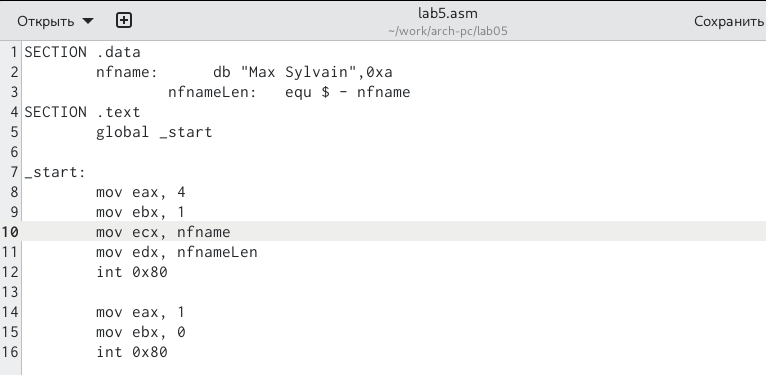 Открыть
lab5.asm
~/work/arch-pc/lab05
Сохранить
1 SECTION .data
2 nfname: db "Max Sylvain",0xa
3 nfnameLen: equ $ - nfname
4 SECTION .text
5 global _start
6
7 _start:
8 mov eax, 4
9 mov ebx, 1
10 mov ecx, nfname
11 mov edx, nfnameLen
12 int 0x80
13
14 mov eax, 1
15 mov ebx, 0
16 int 0x80